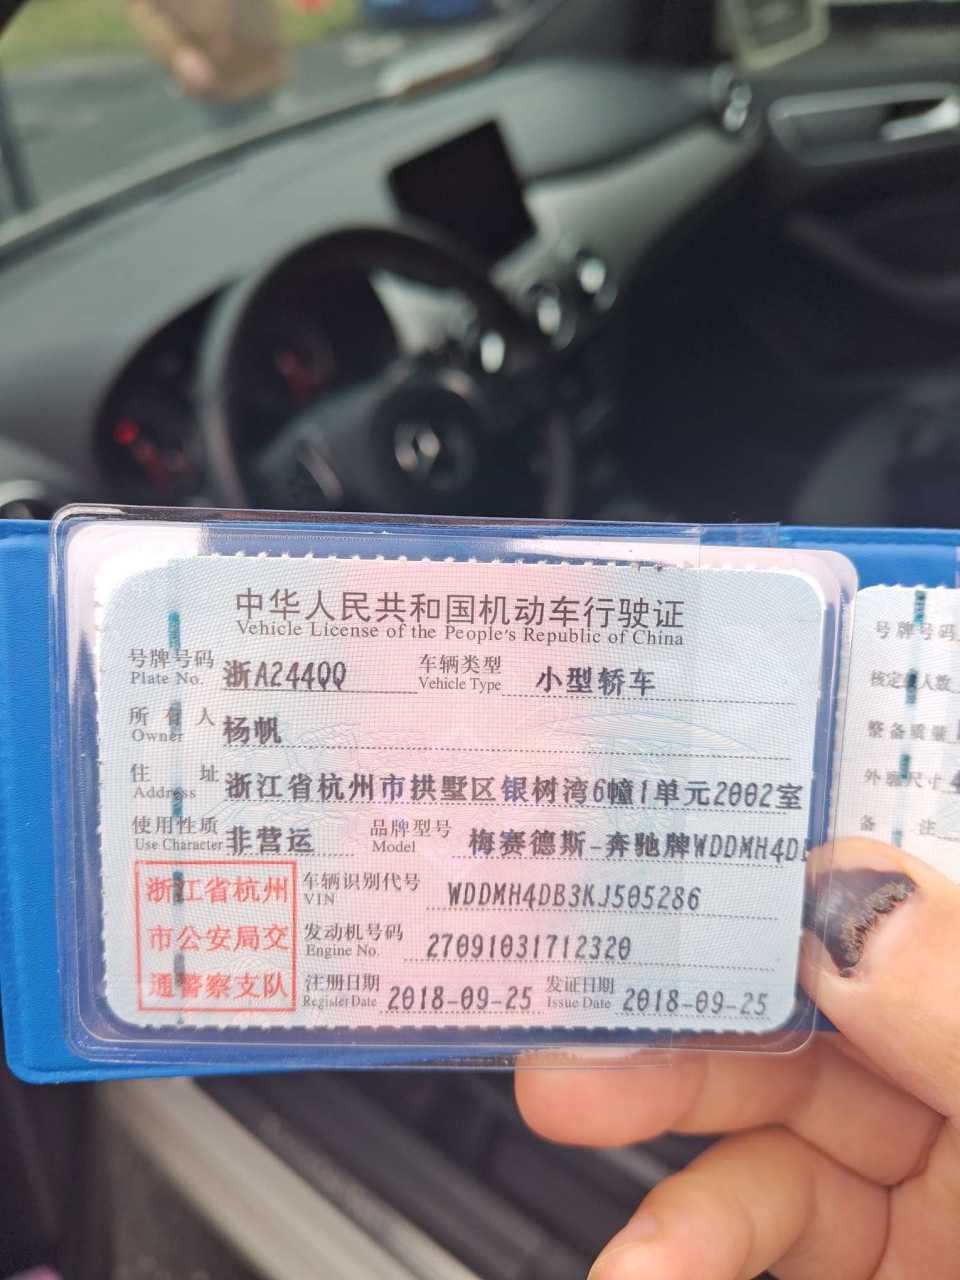 中华人民共和国机动车行驶证
Vehicle License of the People's Republic of China
号牌号码 浙A244QQ 车辆类型 小型轿车
Plate No. Vehicle Type
所有人 杨帆
Owner
住址 浙江省杭州市拱墅区银树湾6幢1单元2002室
Address
使用性质 非营运 品牌型号 梅赛德斯-奔驰牌WDDMH4D
Use Character Model
浙江省杭州
市公安局交
通警察支队
车辆识别代号 WDDMH4DB3KJ505286
VIN
发动机号码 27091031712320
Engine No.
注册日期 2018-09-25 发证日期 2018-09-25
Register Date Issue Date
号牌号码
核定 人数
整备质量
外廓尺寸
备注